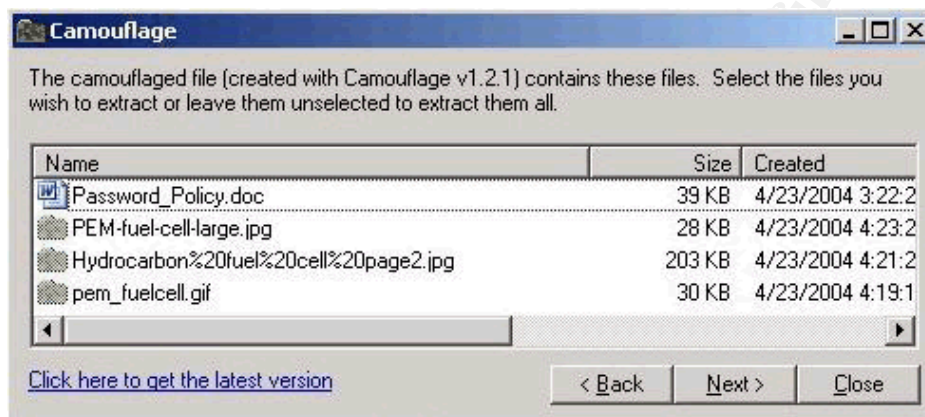 Camouflage
The camouflaged file (created with Camouflage v1.2.1) contains these files. Select the files you
wish to extract or leave them unselected to extract them all.
Name Size Created
Password_Policy.doc 39 KB 4/23/2004 3:22:2
PEM-fuel-cell-large.jpg 28 KB 4/23/2004 4:23:2
Hydrocarbon%20fuel%20cell%20page2.jpg 203 KB 4/23/2004 4:21:2
pem_fuelcell.gif 30 KB 4/23/2004 4:19:1
Click here to get the latest version < Back Next > Close